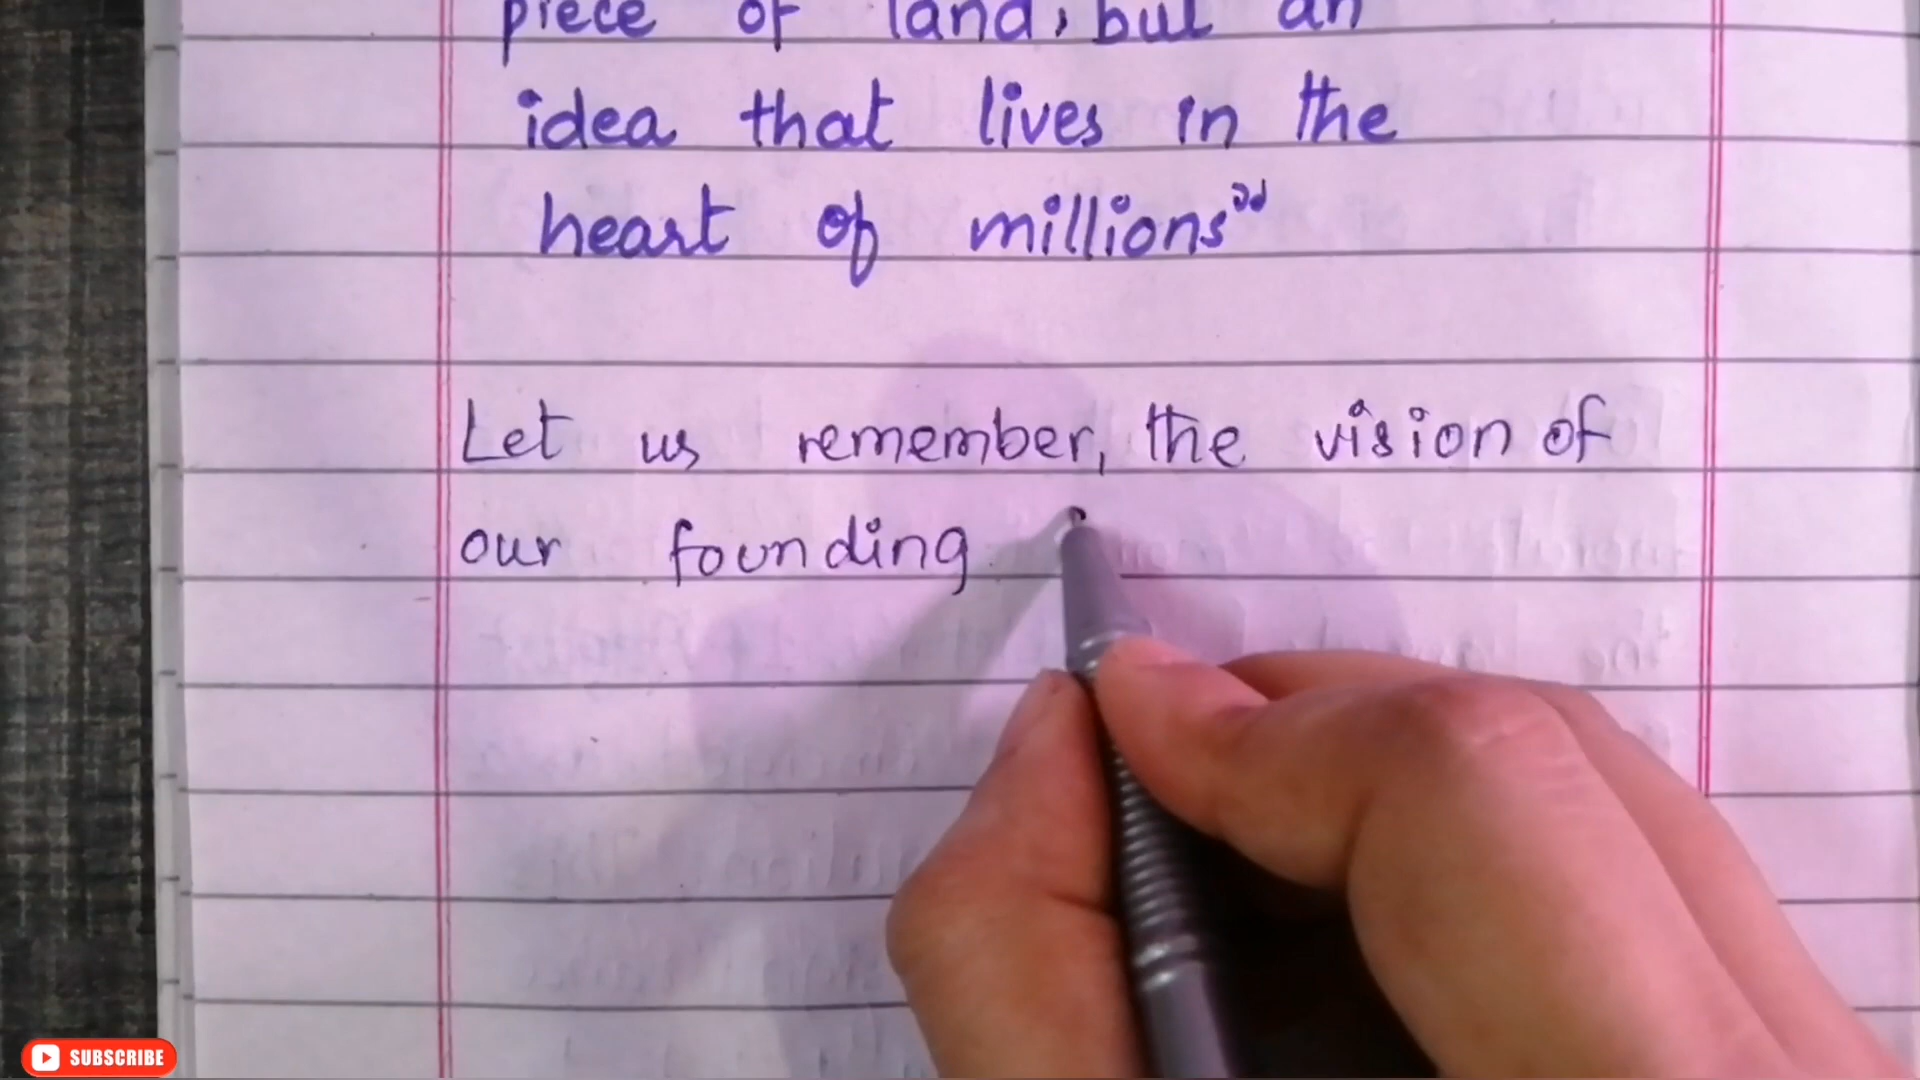 piece of land, but an
idea that lives in the
heart of millions"
Let us remember, the vision of
our founding
SUBSCRIBE